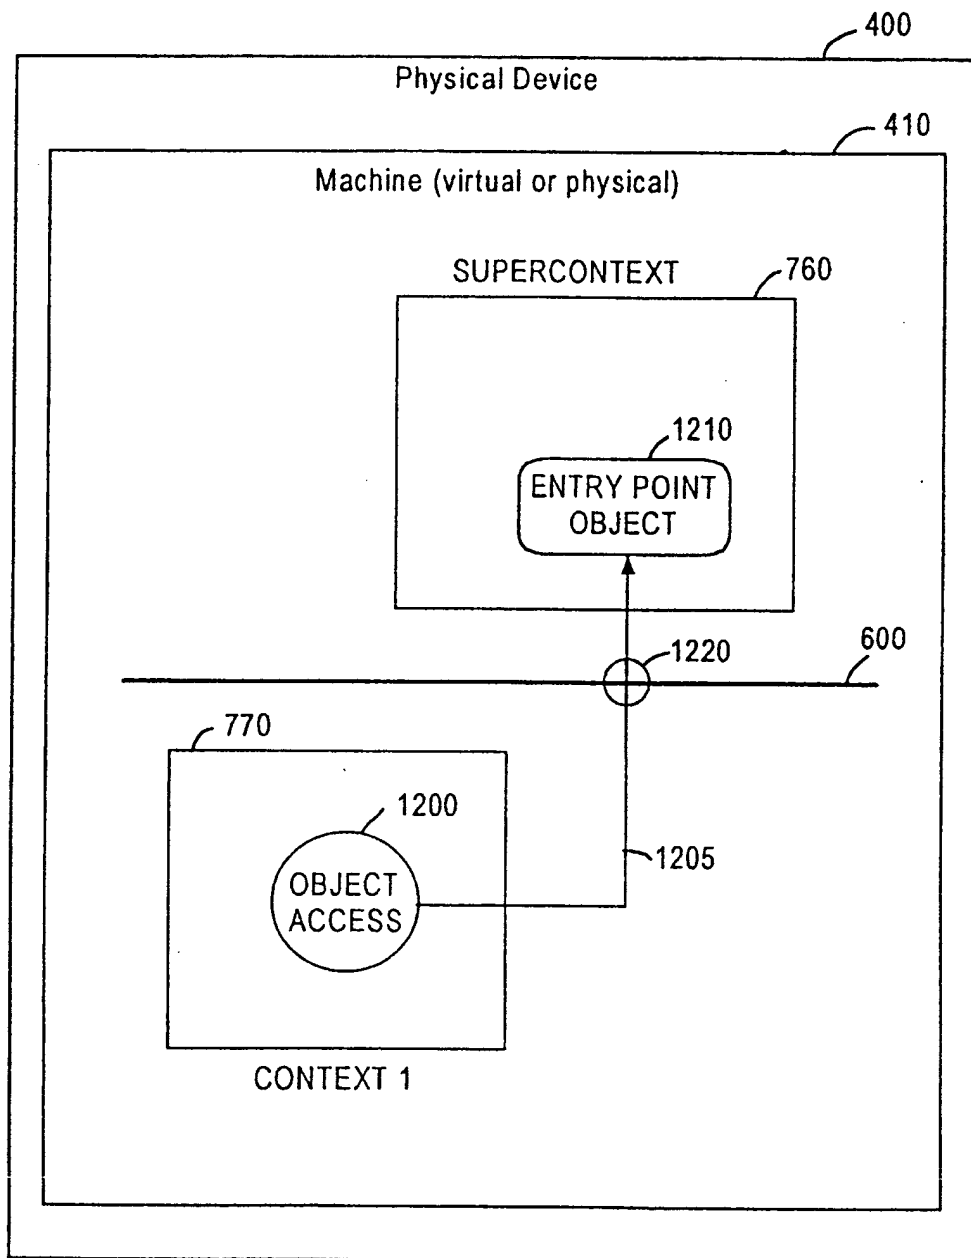 400
Physical Device
410
Machine (virtual or physical)
SUPERCONTEXT
760
1210
ENTRY POINT
OBJECT
1220
600
770
1200
OBJECT
ACCESS
1205
CONTEXT 1